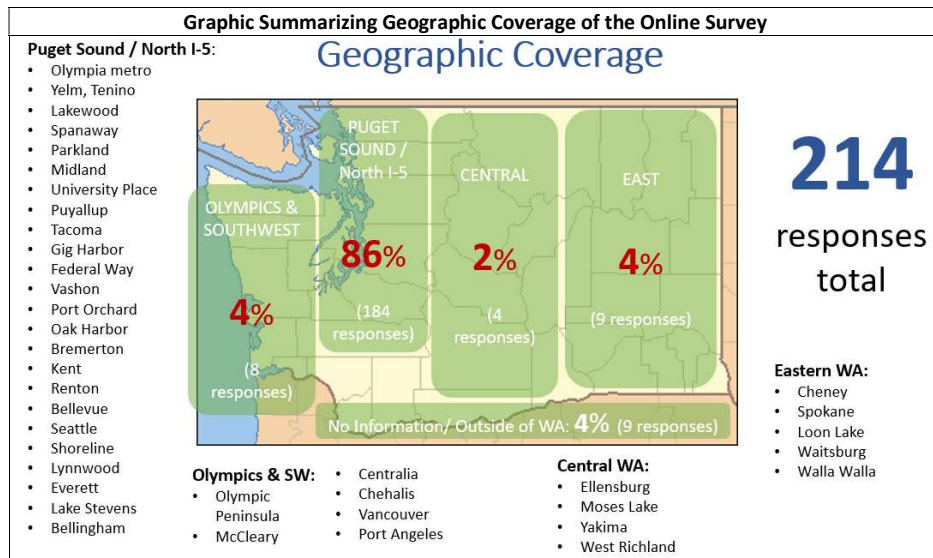 Graphic Summarizing Geographic Coverage of the Online Survey
Geographic Coverage
Puget Sound / North I-5:
• Olympia metro
• Yelm, Tenino
• Lakewood
• Spanaway
• Parkland
• Midland
• University Place
• Puyallup
• Tacoma
• Gig Harbor
• Federal Way
• Vashon
• Port Orchard
• Oak Harbor
• Bremerton
• Kent
• Renton
• Bellevue
• Seattle
• Shoreline
• Lynnwood
• Everett
• Lake Stevens
• Bellingham
OLYMPICS &
SOUTHWEST
4%
(8
responses)
PUGET
SOUND /
North I-5
86%
(184
responses)
CENTRAL
2%
(4
responses)
EAST
4%
(9 responses)
No Information/ Outside of WA: 4% (9 responses)
214
responses
total
Olympics & SW:
• Olympic
Peninsula
• McCleary
• Centralia
• Chehalis
• Vancouver
• Port Angeles
Central WA:
• Ellensburg
• Moses Lake
• Yakima
• West Richland
Eastern WA:
• Cheney
• Spokane
• Loon Lake
• Waitsburg
• Walla Walla